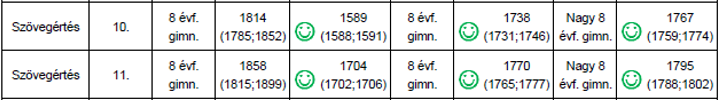 Szövegértés 10. 8 évf. gimn. 1814 (1785;1852) 1589 (1588;1591) 8 évf. gimn. 1738 (1731;1746) Nagy 8 évf. gimn. 1767 (1759;1774)
Szövegértés 11. 8 évf. gimn. 1858 (1815;1899) 1704 (1702;1706) 8 évf. gimn. 1770 (1765;1777) Nagy 8 évf. gimn. 1795 (1788;1802)